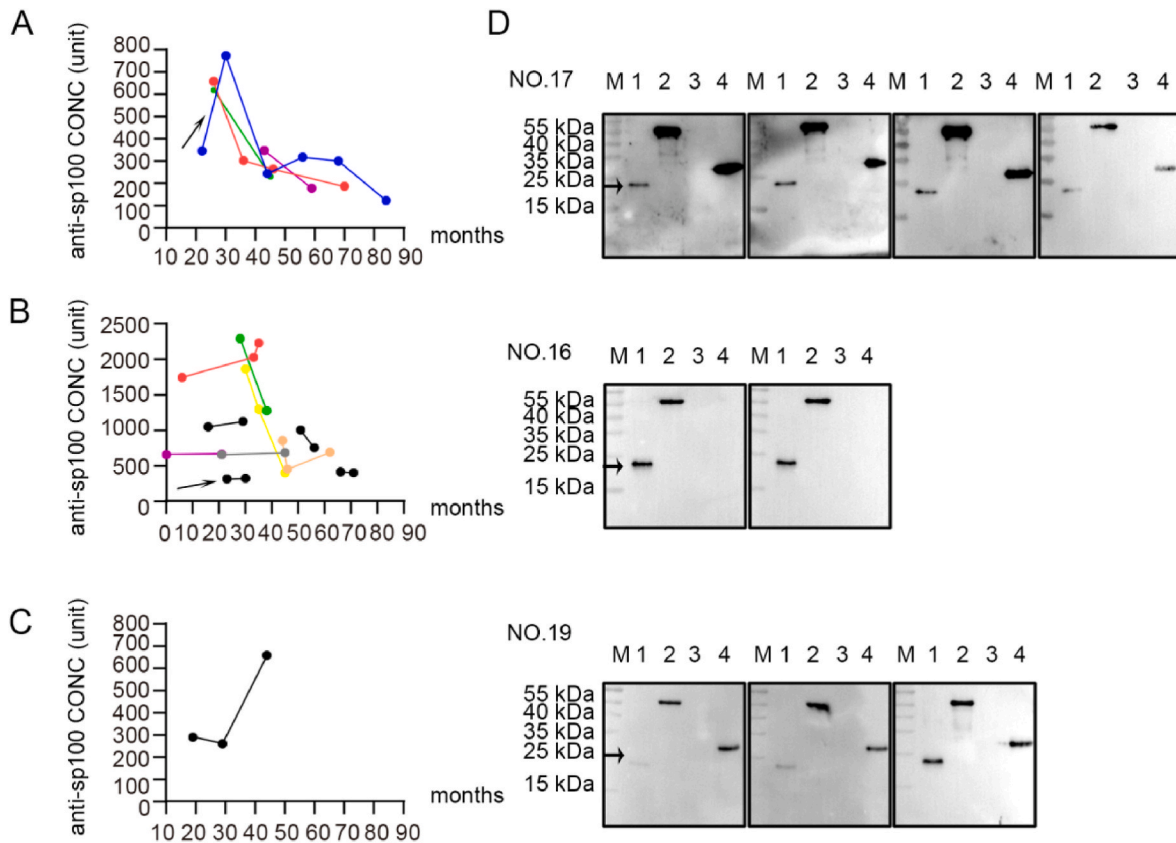 A
anti-sp100 CONC (unit)
800
700
600
500
400
300
200
100
0
10 20 30 40 50 60 70 80 90
months
B
anti-sp100 CONC (unit)
2500
2000
1500
1000
500
0
0 10 20 30 40 50 60 70 80 90
months
C
anti-sp100 CONC (unit)
800
700
600
500
400
300
200
100
0
10 20 30 40 50 60 70 80 90
months
D
NO.17
M 1 2 3 4 M 1 2 3 4 M 1 2 3 4 M 1 2 3 4
55 kDa
40 kDa
35 kDa
25 kDa
15 kDa
NO.16
M 1 2 3 4 M 1 2 3 4
55 kDa
40 kDa
35 kDa
25 kDa
15 kDa
NO.19
M 1 2 3 4 M 1 2 3 4 M 1 2 3 4
55 kDa
40 kDa
35 kDa
25 kDa
15 kDa